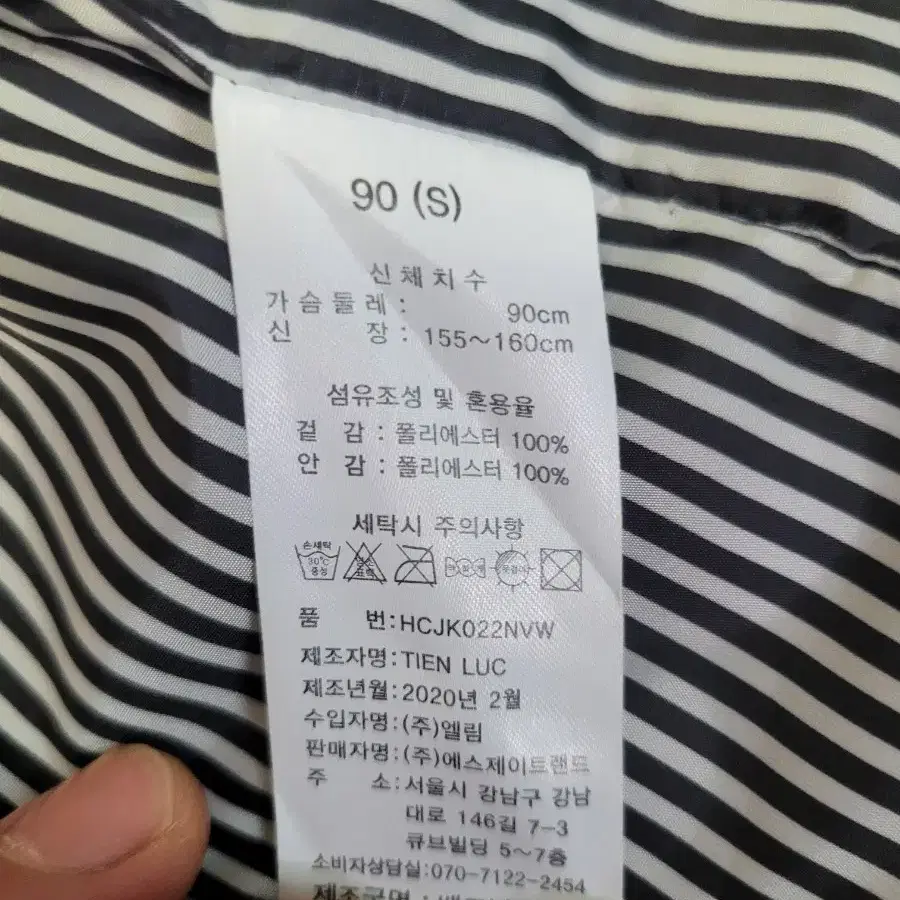 90 (S)
신체치수
가슴둘레 : 90cm
신 장 : 155~160cm
섬유조성 및 혼용율
겉 감 : 폴리에스터 100%
안 감 : 폴리에스터 100%
세탁시 주의사항
손세탁
30℃
중성
품 번:HCJK022NVW
제조자명:TIEN LUC
제조년월:2020년 2월
수입자명:(주)엘림
판매자명:(주)에스제이트랜드
주 소:서울시 강남구 강남
대로 146길 7-3
큐브빌딩 5~7층
소비자상담실:070-7122-2454
제조국명